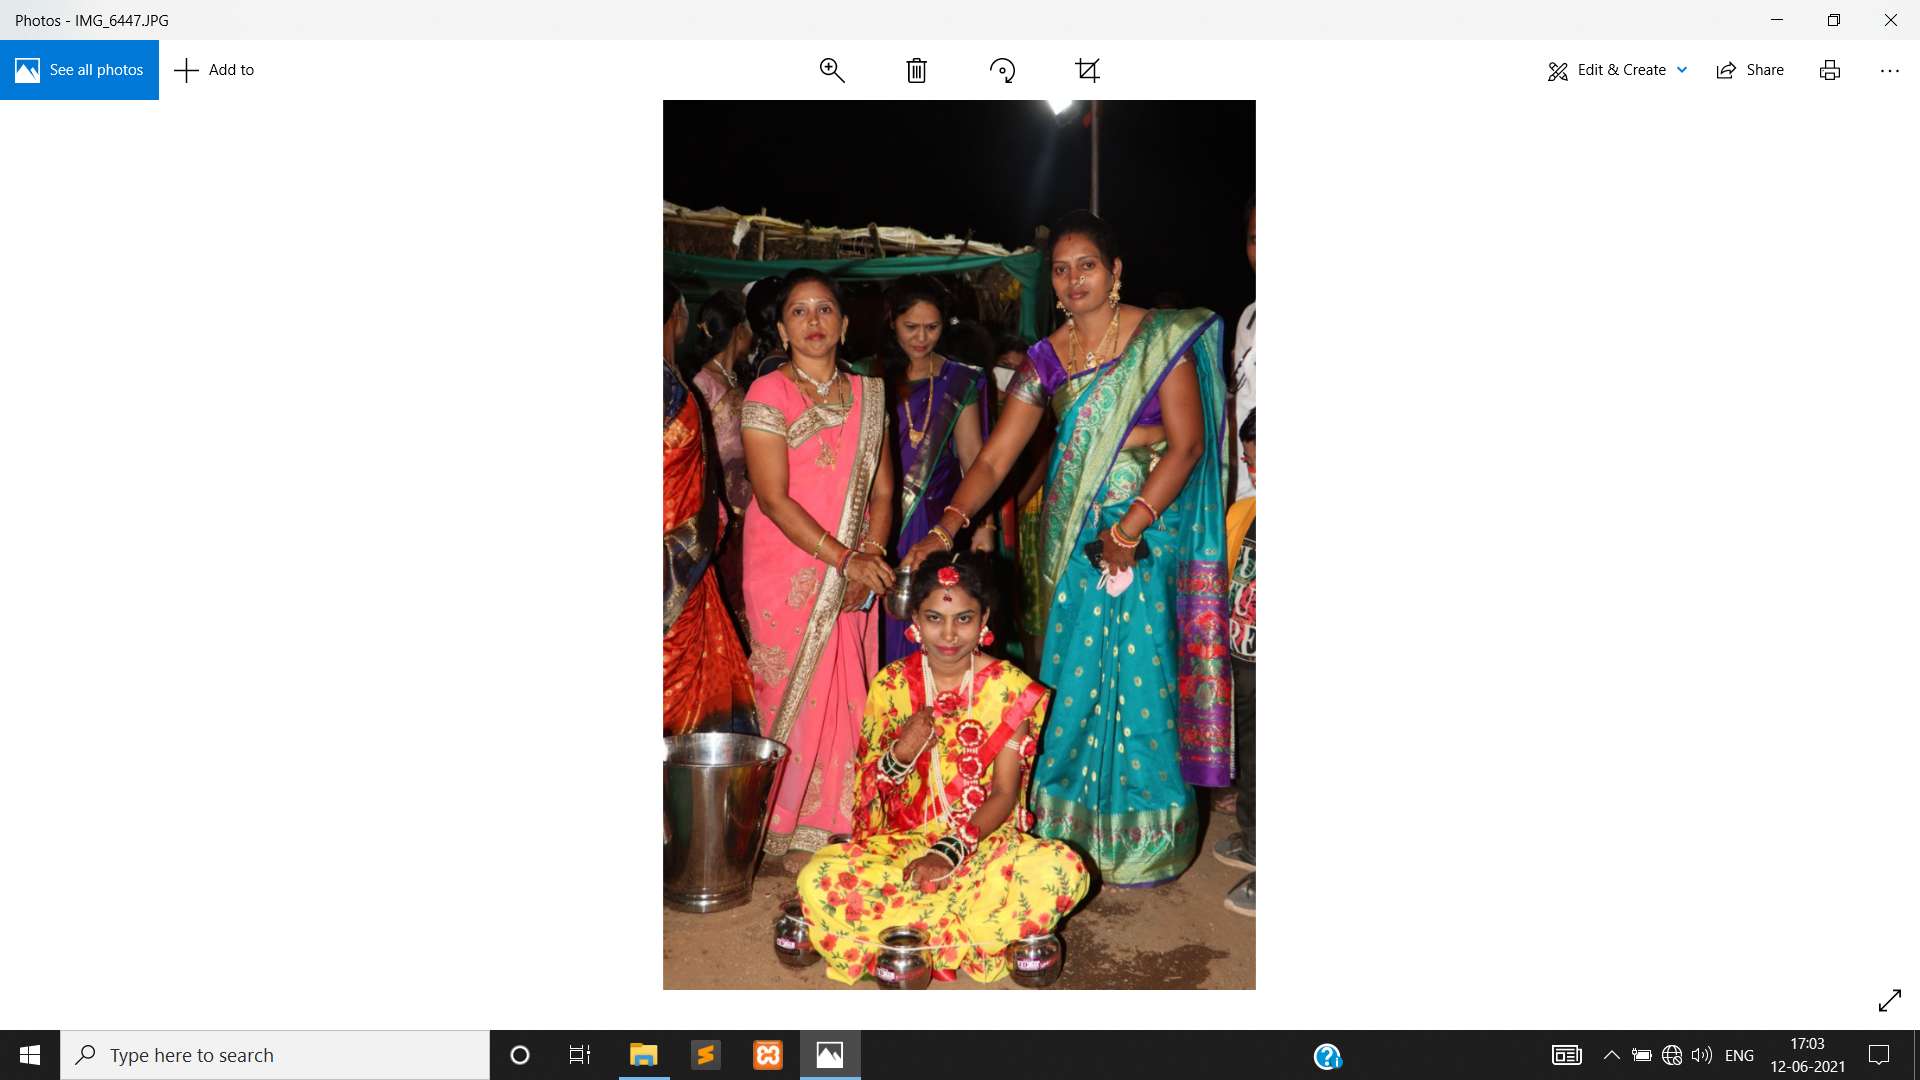 Photos - IMG_6447.JPG
See all photos
Add to
Edit & Create
Share
Type here to search
ENG
17:03
12-06-2021